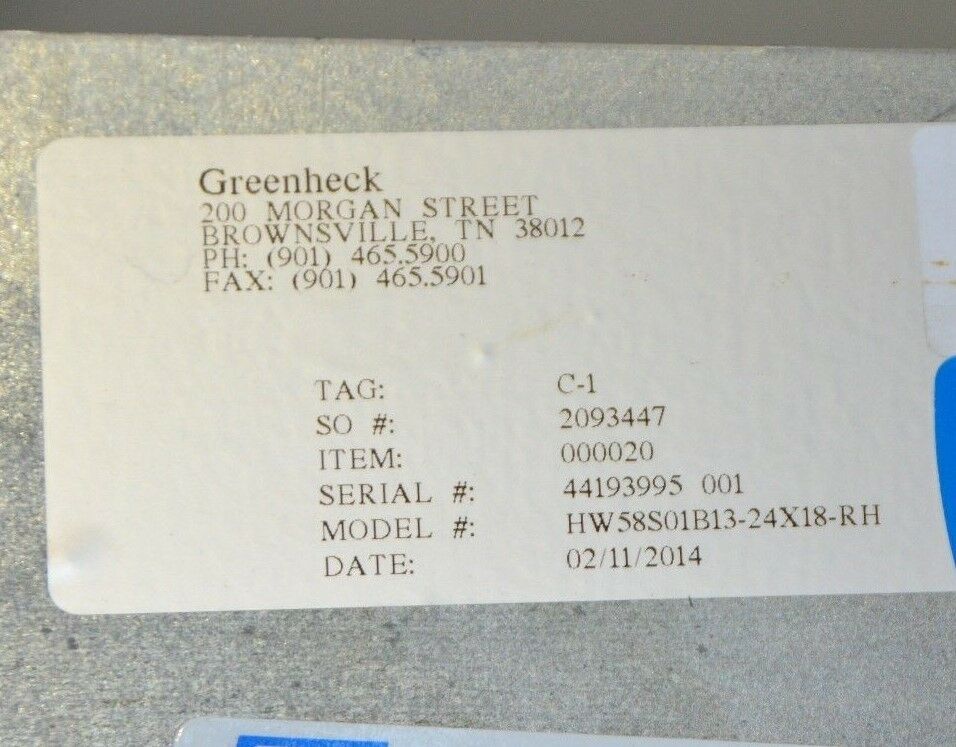 Greenheck
200 MORGAN STREET
BROWNSVILLE, TN 38012
PH: (901) 465.5900
FAX: (901) 465.5901
TAG: C-1
SO #: 2093447
ITEM: 000020
SERIAL #: 44193995 001
MODEL #: HW58S01B13-24X18-RH
DATE: 02/11/2014